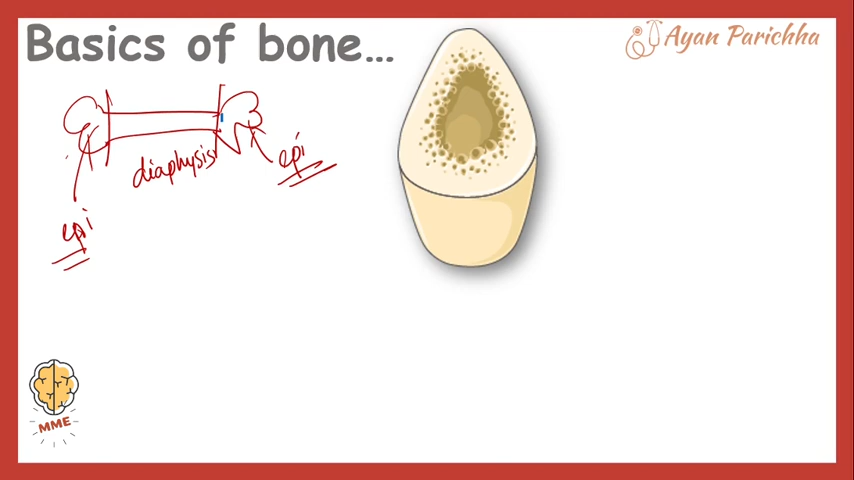 Basics of bone...
Ayan Parichha
diaphysis
epi
epi
MME